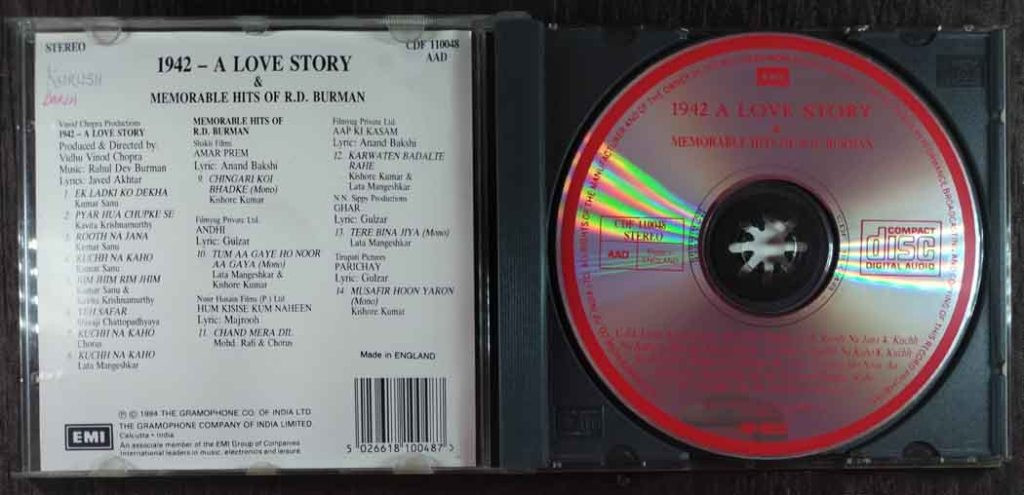 STEREO
CDF 110048
AAD
KURUSH
1942 – A LOVE STORY
&
MEMORABLE HITS OF R.D. BURMAN
Vinod Chopra Productions
1942 – A LOVE STORY
Produced & Directed by
Vidhu Vinod Chopra
Music: Rahul Dev Burman
Lyrics: Javed Akhtar
1 EK LADKI KO DEKHA
Kumar Sanu
2 PYAR HUA CHUPKE SE
Kavita Krishnamurthy
3. ROOTH NA JANA
Kumar Sanu
4. KUCHH NA KAHO
Kumar Sanu
5. RIM JHIM RIM JHIM
Kumar Sanu &
Kavita Krishnamurthy
6 YEH SAFAR
Shivaji Chattopadhyaya
7. KUCHH NA KAHO
Chorus
8. KUCHH NA KAHO
Lata Mangeshkar
MEMORABLE HITS OF
R.D. BURMAN
Shakti Films
AMAR PREM
Lyric: Anand Bakshi
9. CHINGARI KOI
BHADKE (Mono)
Kishore Kumar
Filmyug Private Ltd.
ANDHI
Lyric: Gulzar
10. TUM AA GAYE HO NOOR
AA GAYA (Mono)
Lata Mangeshkar &
Kishore Kumar
Nasir Husain Films (P.) Ltd
HUM KISISE KUM NAHEEN
Lyric: Majrooh
11. CHAND MERA DIL
Mohd. Rafi & Chorus
Filmyug Private Ltd.
AAP KI KASAM
Lyric: Anand Bakshi
12. KARWATEN BADALTE
RAHE
Kishore Kumar &
Lata Mangeshkar
N.N. Sippy Productions
GHAR
Lyric: Gulzar
13. TERE BINA JIYA (Mono)
Lata Mangeshkar
Tirupati Pictures
PARICHAY
Lyric: Gulzar
14 MUSAFIR HOON YARON
(Mono)
Kishore Kumar
Made in ENGLAND
EMI
Ⓟ © 1994 THE GRAMOPHONE CO. OF INDIA LTD.
THE GRAMOPHONE COMPANY OF INDIA LIMITED
Calcutta • India
An associate member of the EMI Group of Companies
International leaders in music, electronics and leisure.
5 026618 100487 >
EMI
1942 A LOVE STORY
&
MEMORABLE HITS OF R.D. BURMAN
CDF 110048
STEREO
AAD
Made in
ENGLAND
COMPACT
disc
DIGITAL AUDIO